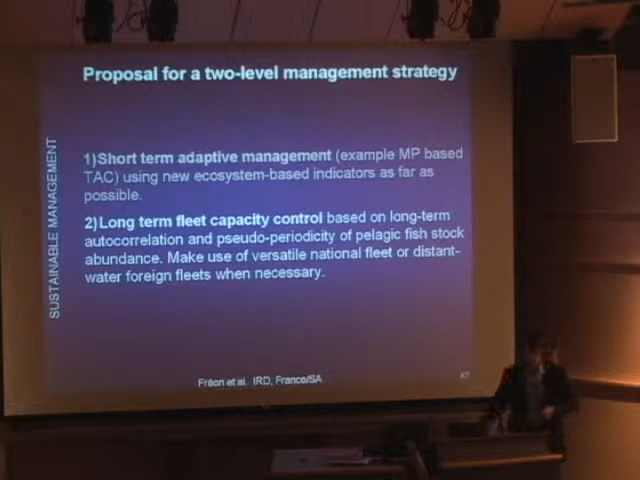 Proposal for a two-level management strategy
SUSTAINABLE MANAGEMENT
1)Short term adaptive management (example MP based
TAC) using new ecosystem-based indicators as far as
possible.
2)Long term fleet capacity control based on long-term
autocorrelation and pseudo-periodicity of pelagic fish stock
abundance. Make use of versatile national fleet or distant-
water foreign fleets when necessary.
Fréon et al. IRD, France/SA